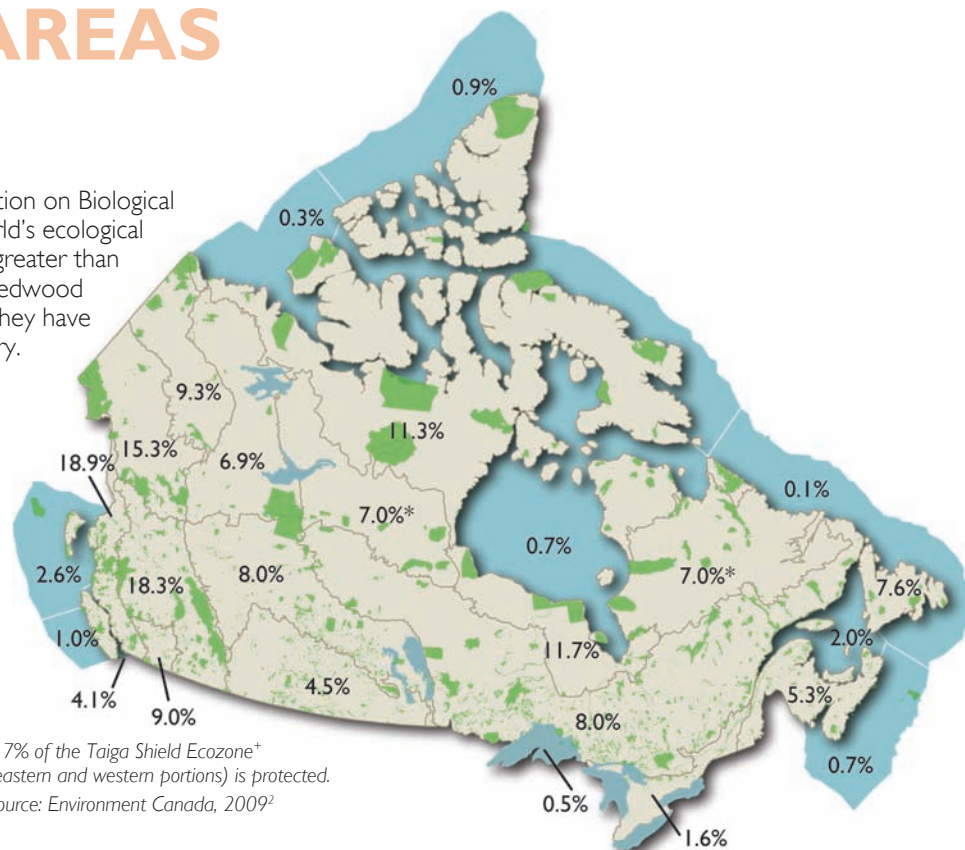 AREAS
tion on Biological
rld’s ecological
greater than
edwood
they have
ry.
0.9%
0.3%
9.3%
11.3%
15.3%
18.9%
6.9%
0.1%
7.0%*
0.7%
2.6%
18.3%
8.0%
7.0%*
7.6%
1.0%
11.7%
2.0%
4.1%
4.5%
5.3%
9.0%
8.0%
7% of the Taiga Shield Ecozone⁺
eastern and western portions) is protected.
ource: Environment Canada, 2009²
0.7%
0.5%
1.6%